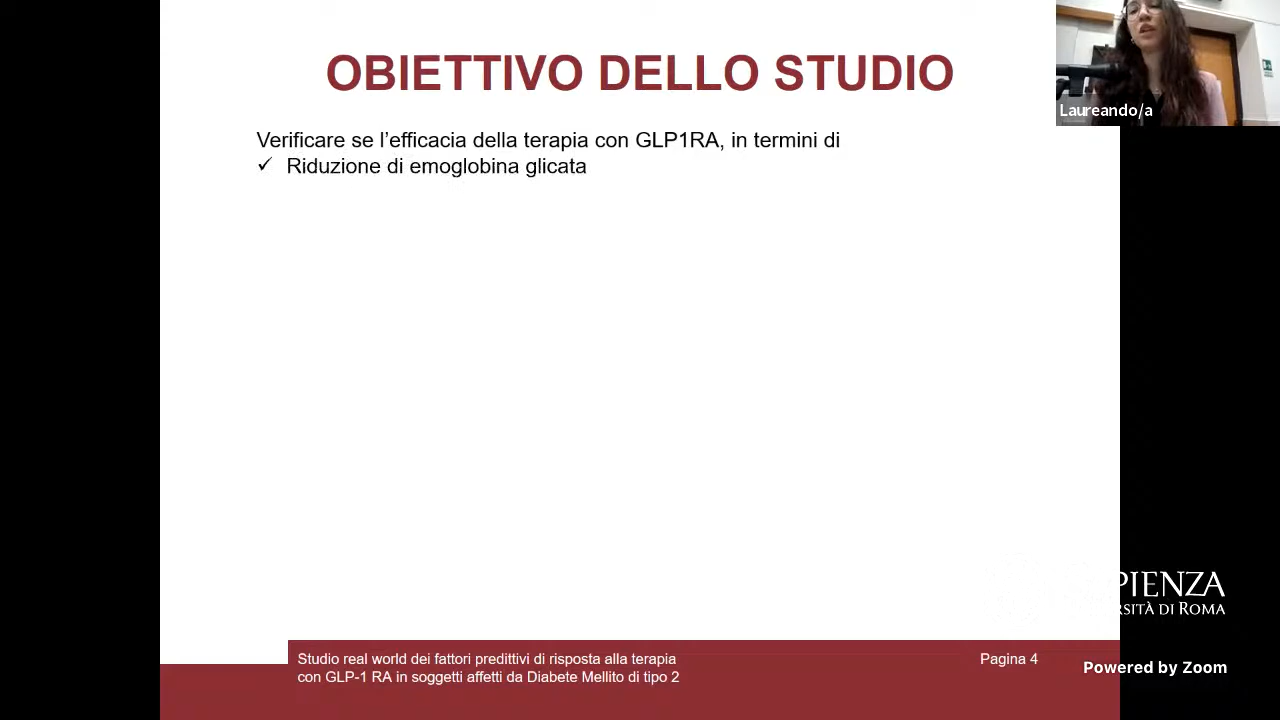 OBIETTIVO DELLO STUDIO
Laureando/a
Verificare se l’efficacia della terapia con GLP1RA, in termini di
✓ Riduzione di emoglobina glicata
PIENZA
RSITÀ DI ROMA
Studio real world dei fattori predittivi di risposta alla terapia
con GLP-1 RA in soggetti affetti da Diabete Mellito di tipo 2
Pagina 4
Powered by Zoom